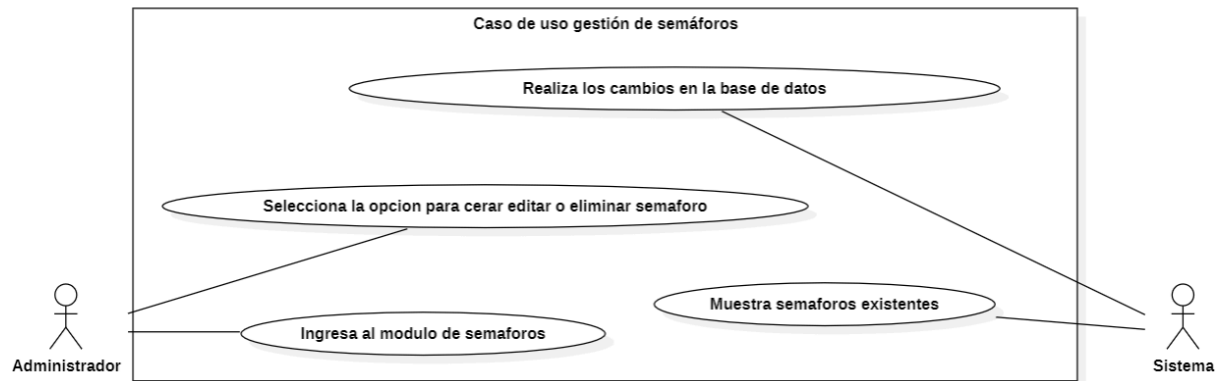 Caso de uso gestión de semáforos
Realiza los cambios en la base de datos
Selecciona la opcion para cerar editar o eliminar semaforo
Muestra semaforos existentes
Ingresa al modulo de semaforos
Administrador
Sistema